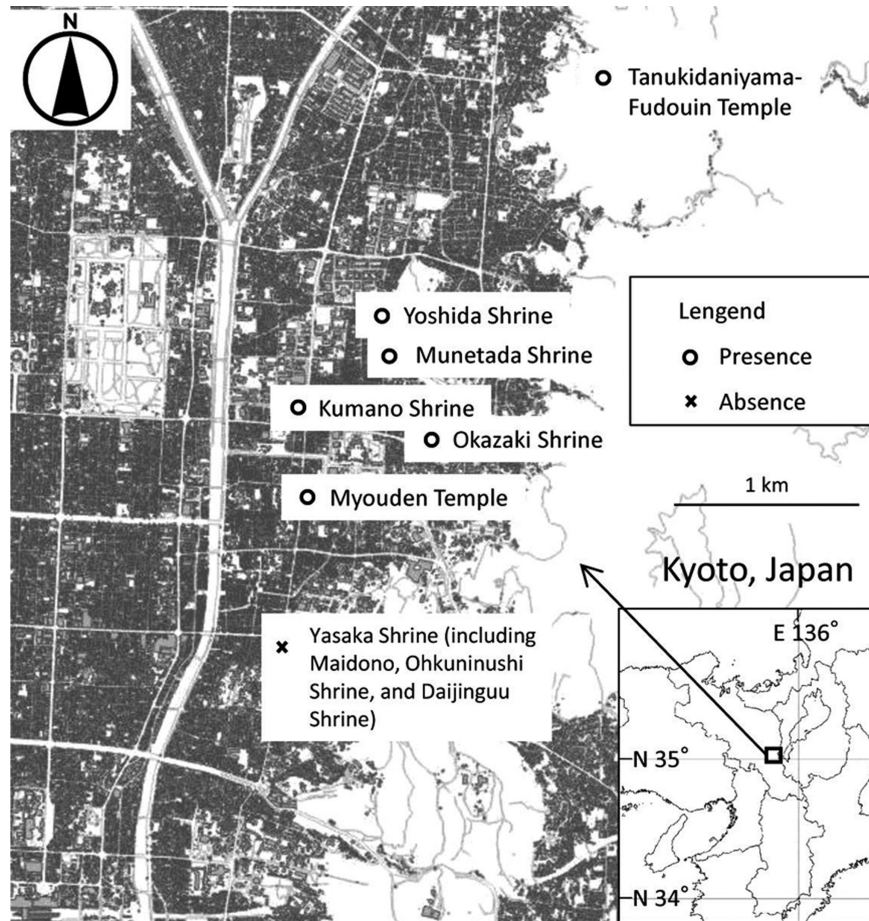 N
Tanukidaniyama-
Fudouin Temple
Yoshida Shrine
Munetada Shrine
Kumano Shrine
Okazaki Shrine
Myouden Temple
Yasaka Shrine (including
Maidono, Ohkuninushi
Shrine, and Daijinguu
Shrine)
Lengend
Presence
Absence
1 km
Kyoto, Japan
E 136°
N 35°
N 34°